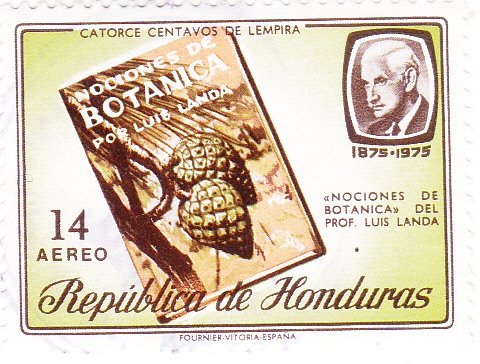 CATORCE CENTAVOS DE LEMPIRA
NOCIONES DE
BOTANICA
POR LUIS LANDA
1875·1975
«NOCIONES DE
BOTANICA» DEL
PROF. LUIS LANDA
14
AEREO
República de Honduras
FOURNIER-VITORIA-ESPAÑA